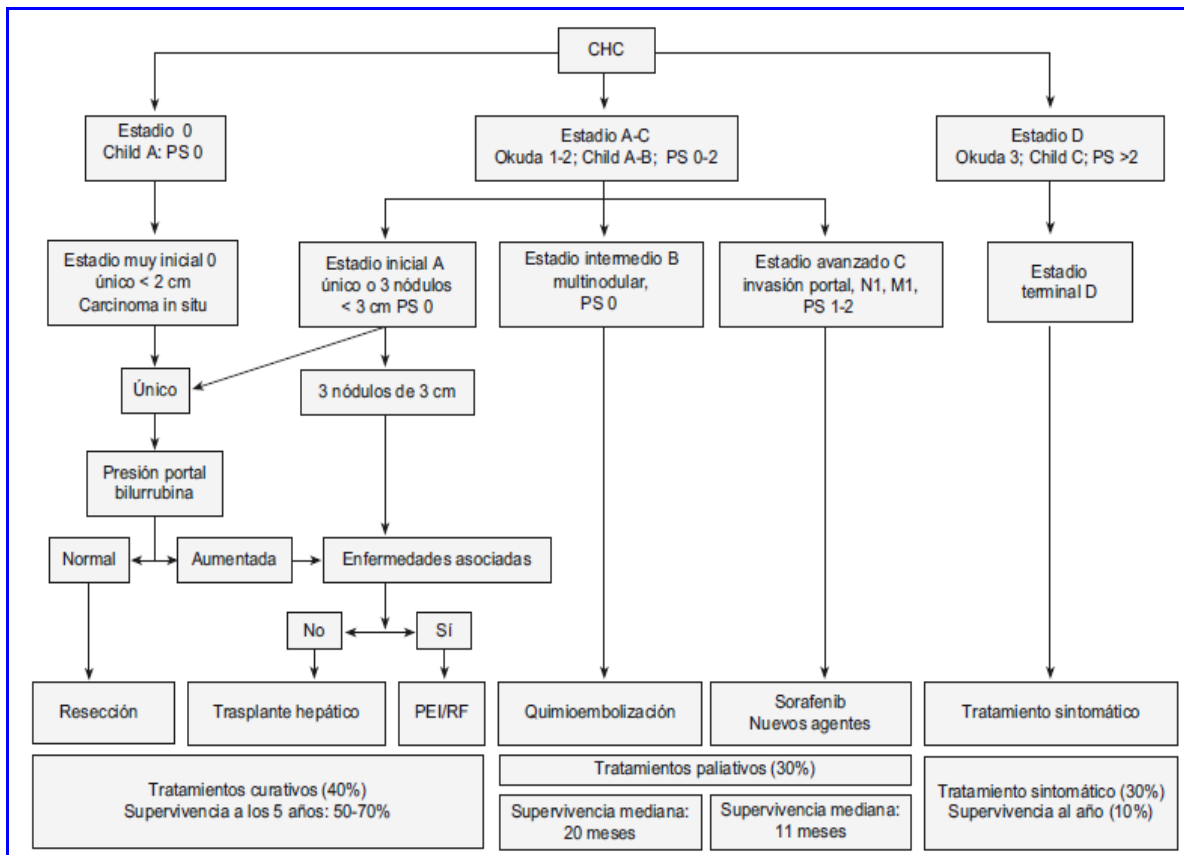 CHC
Estadio 0
Child A: PS 0
Estadio A-C
Okuda 1-2; Child A-B; PS 0-2
Estadio D
Okuda 3; Child C; PS >2
Estadio muy inicial 0
único < 2 cm
Carcinoma in situ
Estadio inicial A
único o 3 nódulos
< 3 cm PS 0
Estadio intermedio B
multinodular,
PS 0
Estadio avanzado C
invasión portal, N1, M1,
PS 1-2
Estadio
terminal D
Único
3 nódulos de 3 cm
Presión portal
bilurrubina
Normal
Aumentada
Enfermedades asociadas
No
Sí
Resección
Trasplante hepático
PEI/RF
Quimioembolización
Sorafenib
Nuevos agentes
Tratamiento sintomático
Tratamientos curativos (40%)
Supervivencia a los 5 años: 50-70%
Tratamientos paliativos (30%)
Supervivencia mediana:
20 meses
Supervivencia mediana:
11 meses
Tratamiento sintomático (30%)
Supervivencia al año (10%)